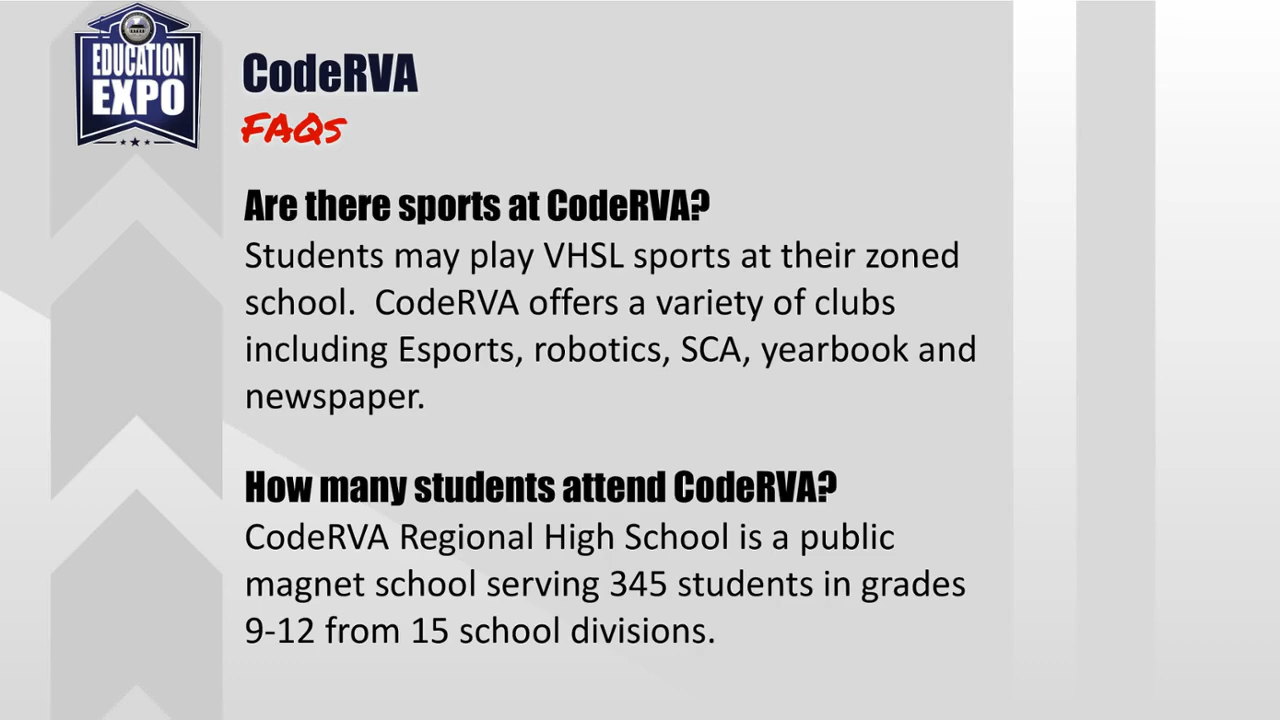 EDUCATION
EXPO
CodeRVA
FAQs
Are there sports at CodeRVA?
Students may play VHSL sports at their zoned
school.  CodeRVA offers a variety of clubs
including Esports, robotics, SCA, yearbook and
newspaper.
How many students attend CodeRVA?
CodeRVA Regional High School is a public
magnet school serving 345 students in grades
9-12 from 15 school divisions.